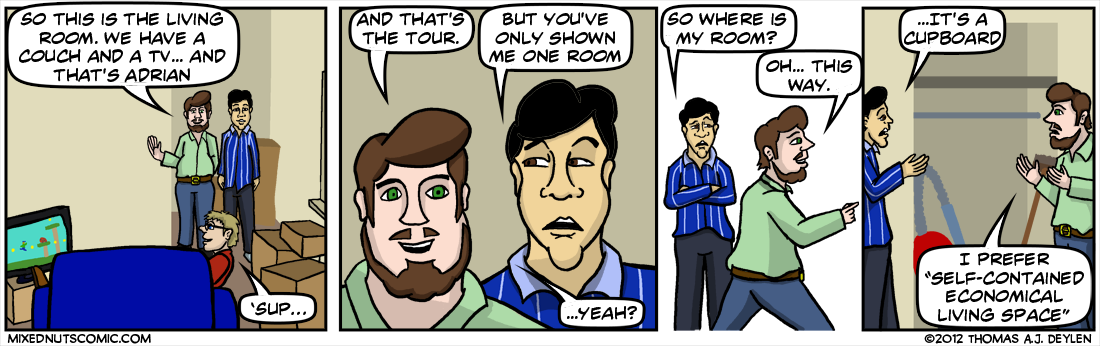 SO THIS IS THE LIVING
ROOM. WE HAVE A
COUCH AND A TV... AND
THAT'S ADRIAN
'SUP...
AND THAT'S
THE TOUR.
BUT YOU'VE
ONLY SHOWN
ME ONE ROOM
...YEAH?
SO WHERE IS
MY ROOM?
OH... THIS
WAY.
...IT'S A
CUPBOARD
I PREFER
"SELF-CONTAINED
ECONOMICAL
LIVING SPACE"
MIXEDNUTSCOMIC.COM
©2012 THOMAS A.J. DEYLEN